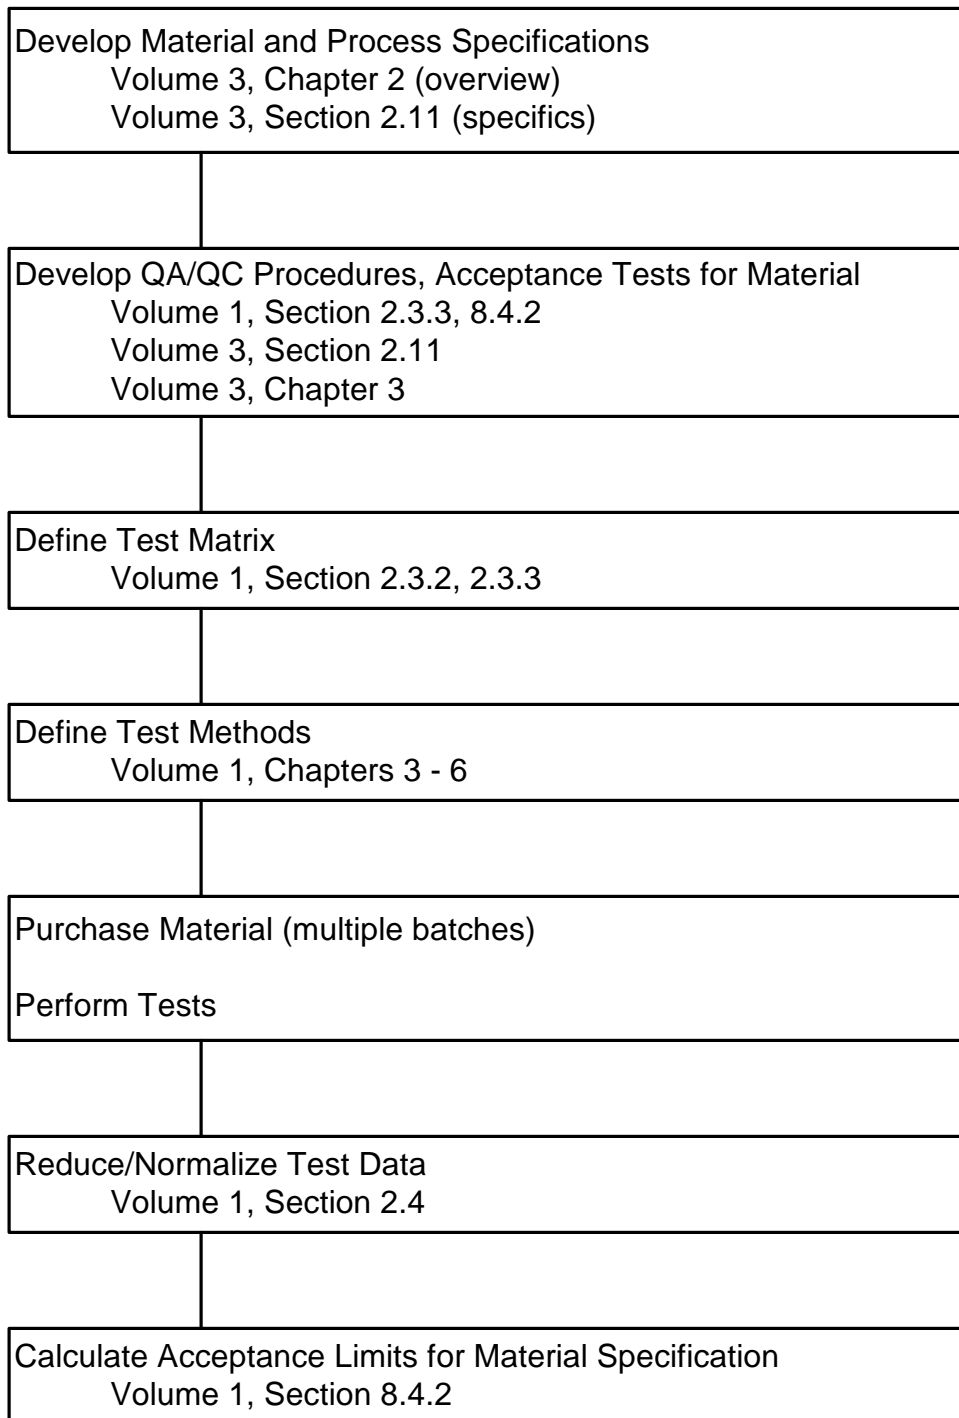 Develop Material and Process Specifications
Volume 3, Chapter 2 (overview)
Volume 3, Section 2.11 (specifics)
Develop QA/QC Procedures, Acceptance Tests for Material
Volume 1, Section 2.3.3, 8.4.2
Volume 3, Section 2.11
Volume 3, Chapter 3
Define Test Matrix
Volume 1, Section 2.3.2, 2.3.3
Define Test Methods
Volume 1, Chapters 3 - 6
Purchase Material (multiple batches)
Perform Tests
Reduce/Normalize Test Data
Volume 1, Section 2.4
Calculate Acceptance Limits for Material Specification
Volume 1, Section 8.4.2